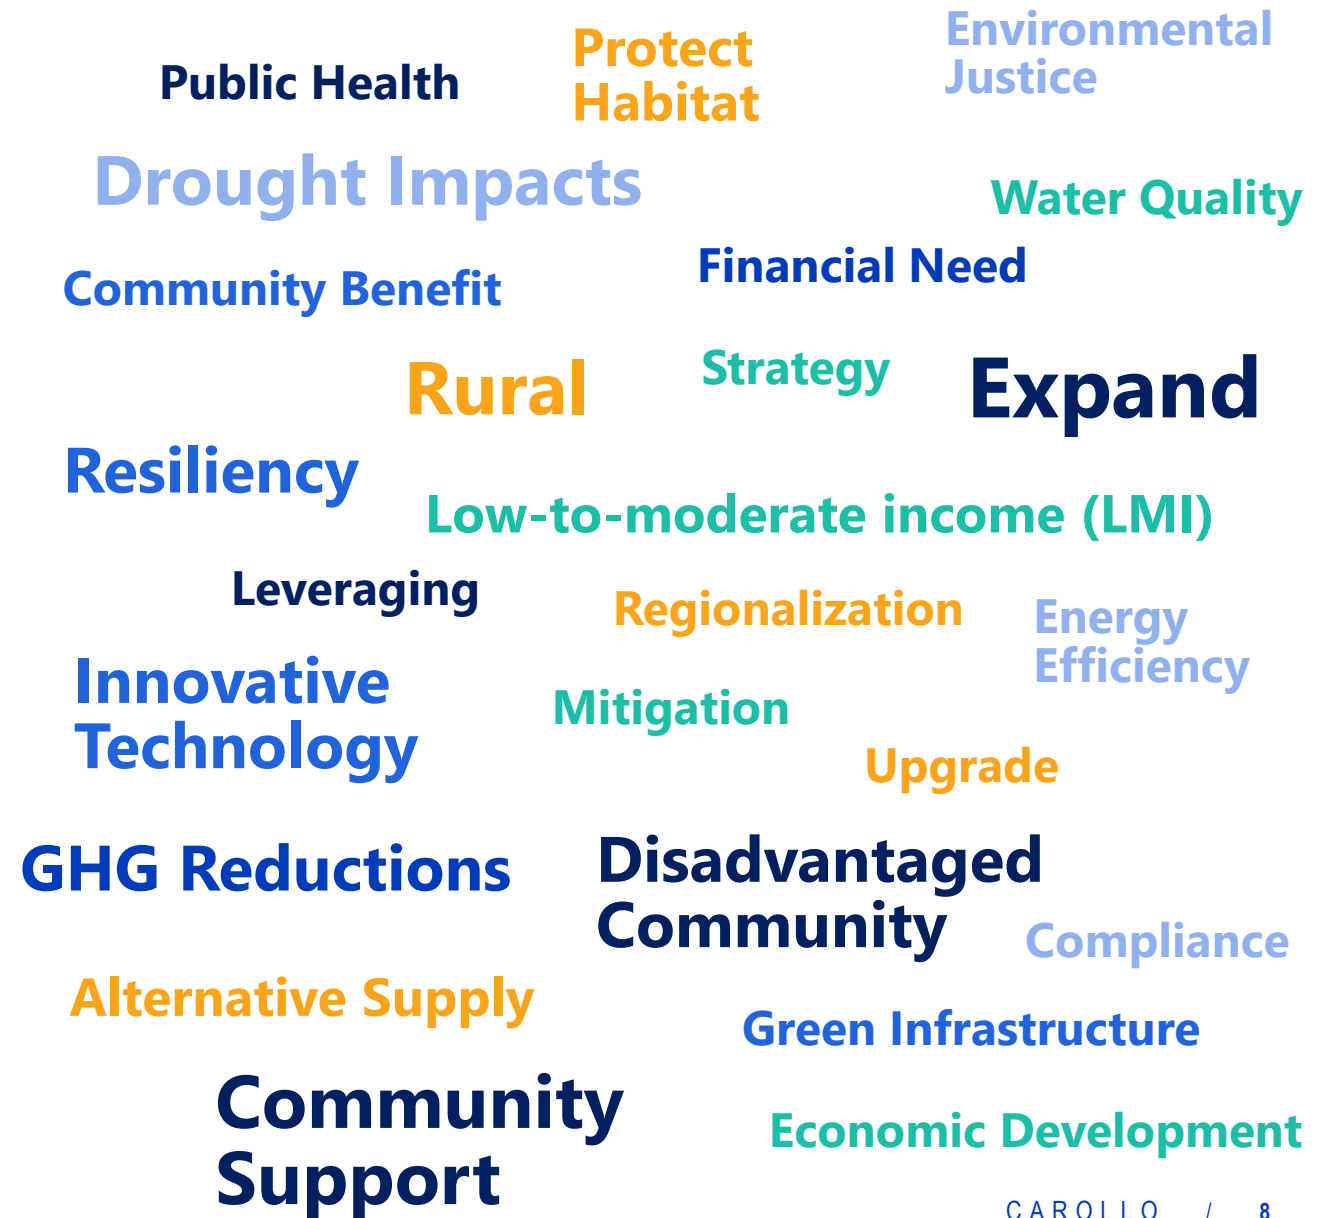 Public Health
Protect
Habitat
Environmental
Justice
Drought Impacts
Water Quality
Community Benefit
Financial Need
Rural
Strategy
Expand
Resiliency
Low-to-moderate income (LMI)
Leveraging
Regionalization
Energy
Efficiency
Innovative
Technology
Mitigation
Upgrade
GHG Reductions
Disadvantaged
Community
Compliance
Alternative Supply
Green Infrastructure
Community
Support
Economic Development
CAROLLO / 8